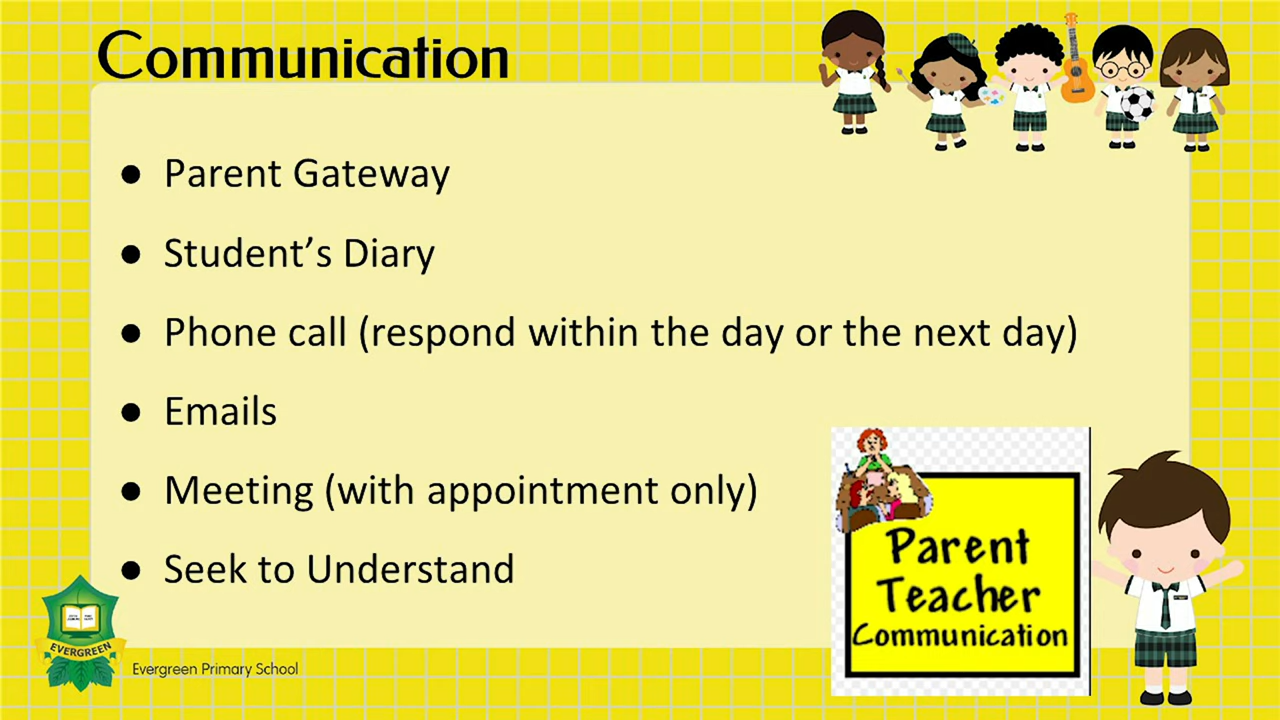 Communication
● Parent Gateway
● Student’s Diary
● Phone call (respond within the day or the next day)
● Emails
● Meeting (with appointment only)
● Seek to Understand
Parent
Teacher
Communication
EVERGREEN
Evergreen Primary School